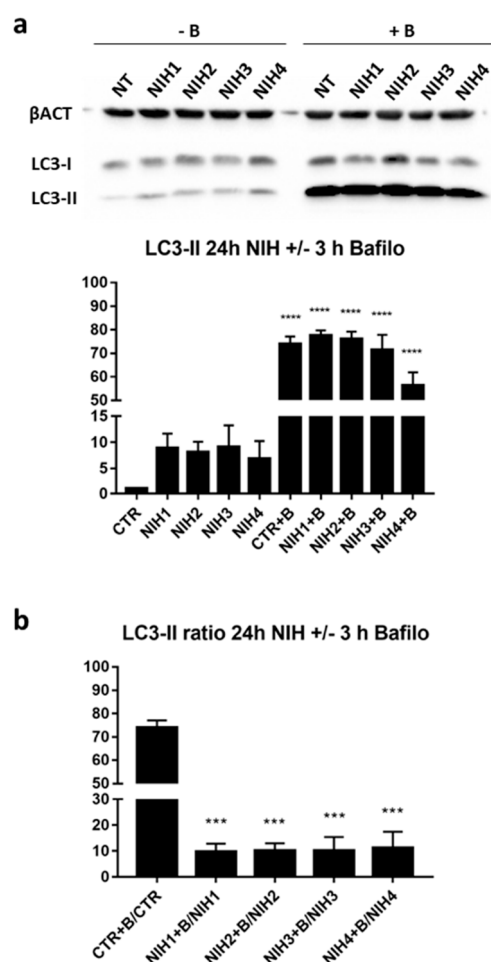 a
- B
+ B
NT NIH1 NIH2 NIH3 NIH4 NT NIH1 NIH2 NIH3 NIH4
βACT
LC3-I
LC3-II
LC3-II 24h NIH +/- 3 h Bafilo
100
90
80
70
60
50
15
10
5
0
**** **** **** **** ****
CTR NIH1 NIH2 NIH3 NIH4 CTR+B NIH1+B NIH2+B NIH3+B NIH4+B
b
LC3-II ratio 24h NIH +/- 3 h Bafilo
100
90
80
70
60
50
30
20
10
0
*** *** *** ***
CTR+B/CTR NIH1+B/NIH1 NIH2+B/NIH2 NIH3+B/NIH3 NIH4+B/NIH4